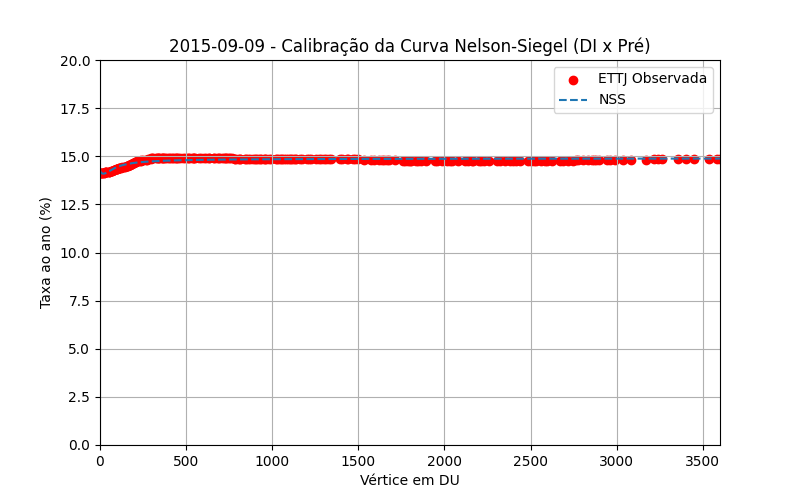 2015-09-09 - Calibração da Curva Nelson-Siegel (DI x Pré)
ETTJ Observada
NSS
20.0
17.5
15.0
12.5
10.0
7.5
5.0
2.5
0.0
Taxa ao ano (%)
0 500 1000 1500 2000 2500 3000 3500
Vértice em DU